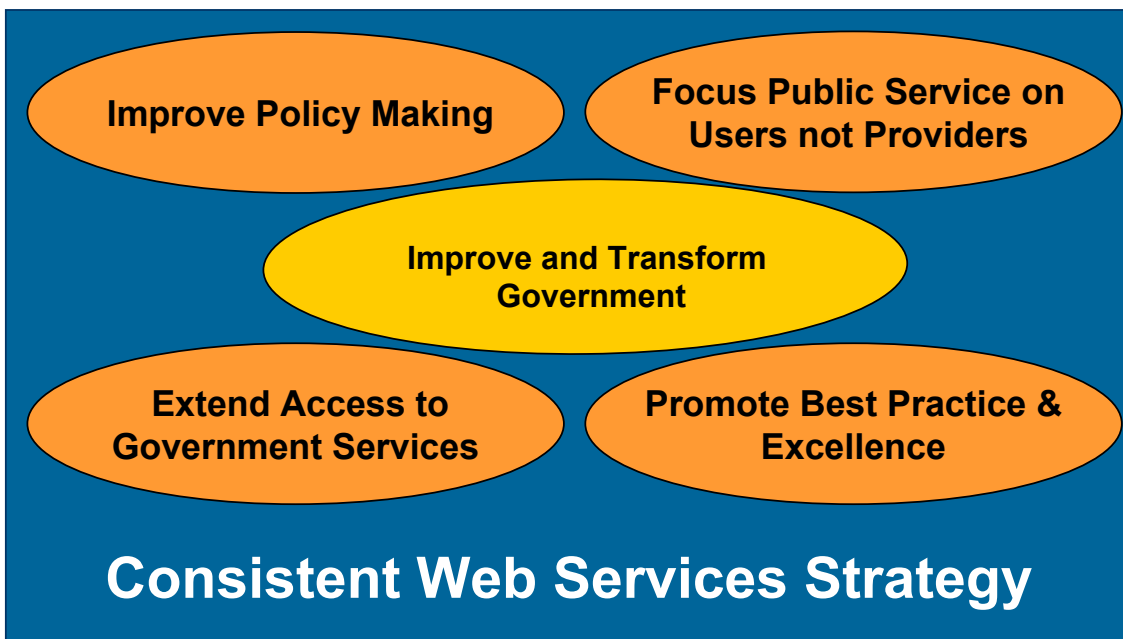 Improve Policy Making
Focus Public Service on
Users not Providers
Improve and Transform
Government
Extend Access to
Government Services
Promote Best Practice &
Excellence
Consistent Web Services Strategy